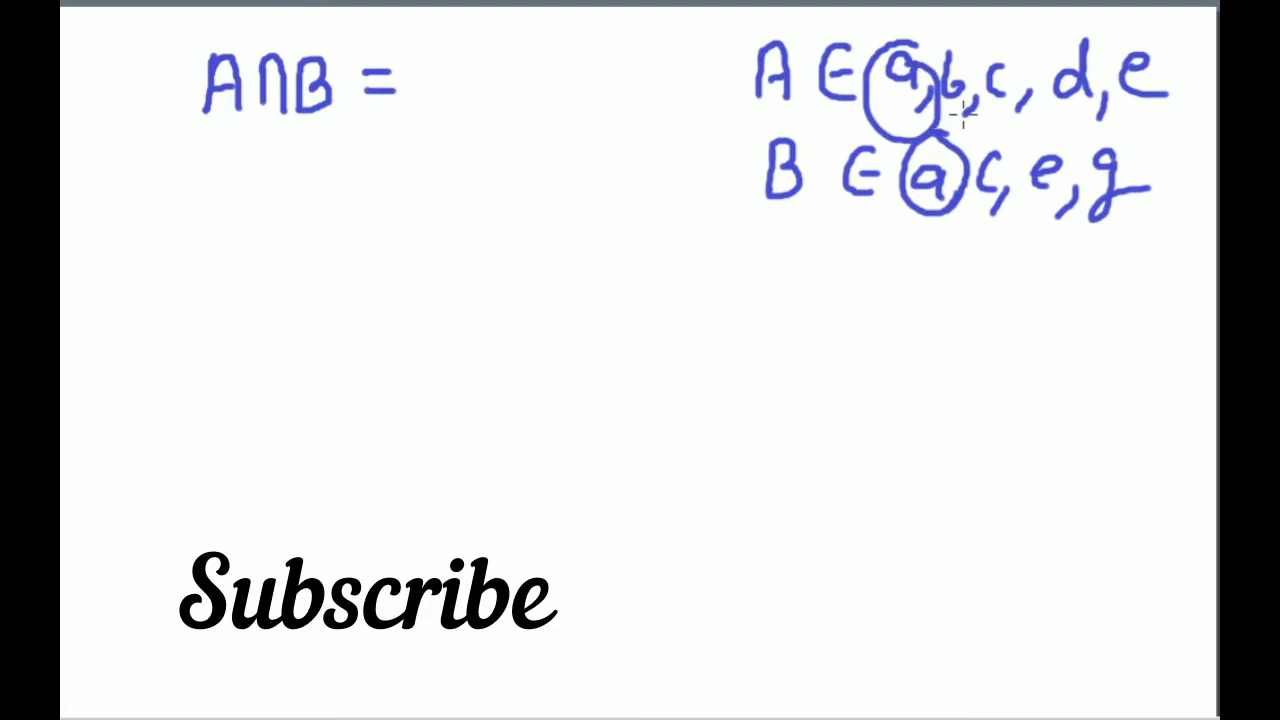 A∩B =
A ∈ a, b, c, d, e
B ∈ a, c, e, g
Subscribe